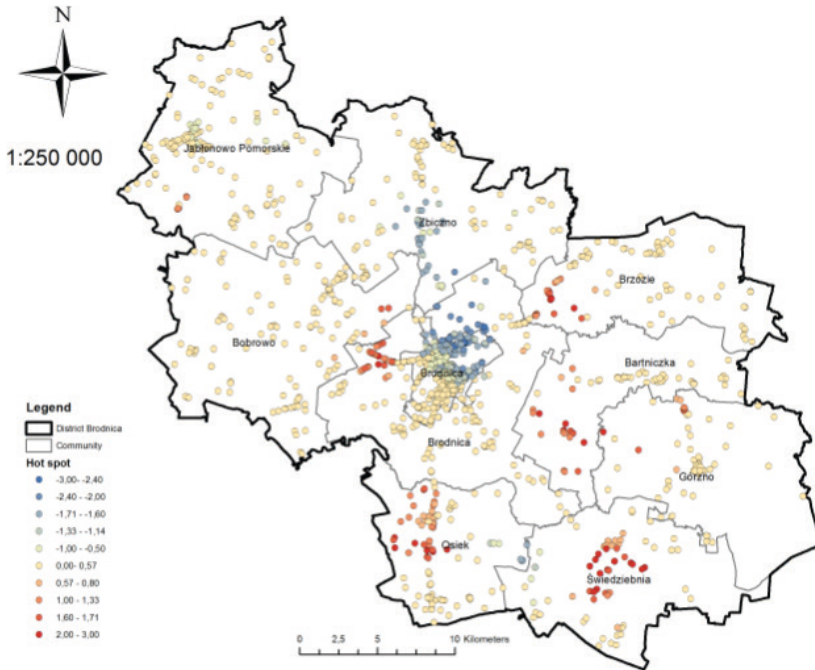 N
1:250 000
Jabłonowo Pomorskie
Zbiczno
Brzozie
Bobrowo
Bartniczka
Brodnica
Brodnica
Górzno
Osiek
Świedziebnia
Legend
District Brodnica
Community
Hot spot
-3,00- -2,40
-2,40 - -2,00
-1,71 - -1,60
-1,33 - -1,14
-1,00 - -0,50
0,00- 0,57
0,57 - 0,80
1,00 - 1,33
1,60 - 1,71
2,00 - 3,00
0 2,5 5 10 Kilometers